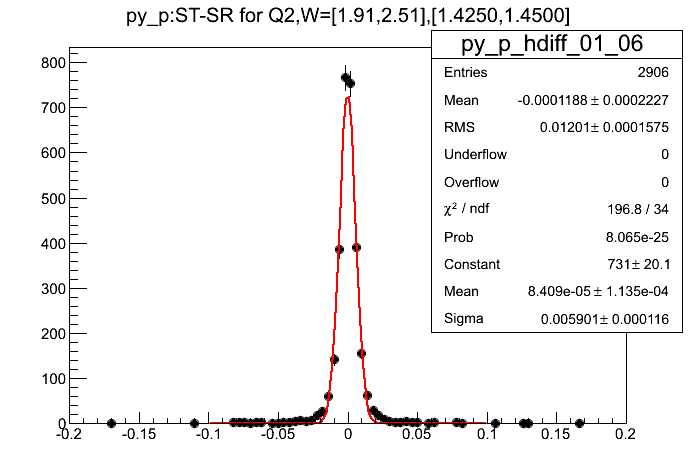 py_p:ST-SR for Q2,W=[1.91,2.51],[1.4250,1.4500]
py_p_hdiff_01_06
Entries 2906
Mean -0.0001188 ± 0.0002227
RMS 0.01201± 0.0001575
Underflow 0
Overflow 0
χ² / ndf 196.8 / 34
Prob 8.065e-25
Constant 731± 20.1
Mean 8.409e-05 ± 1.135e-04
Sigma 0.005901± 0.000116
800
700
600
500
400
300
200
100
0
-0.2 -0.15 -0.1 -0.05 0 0.05 0.1 0.15 0.2